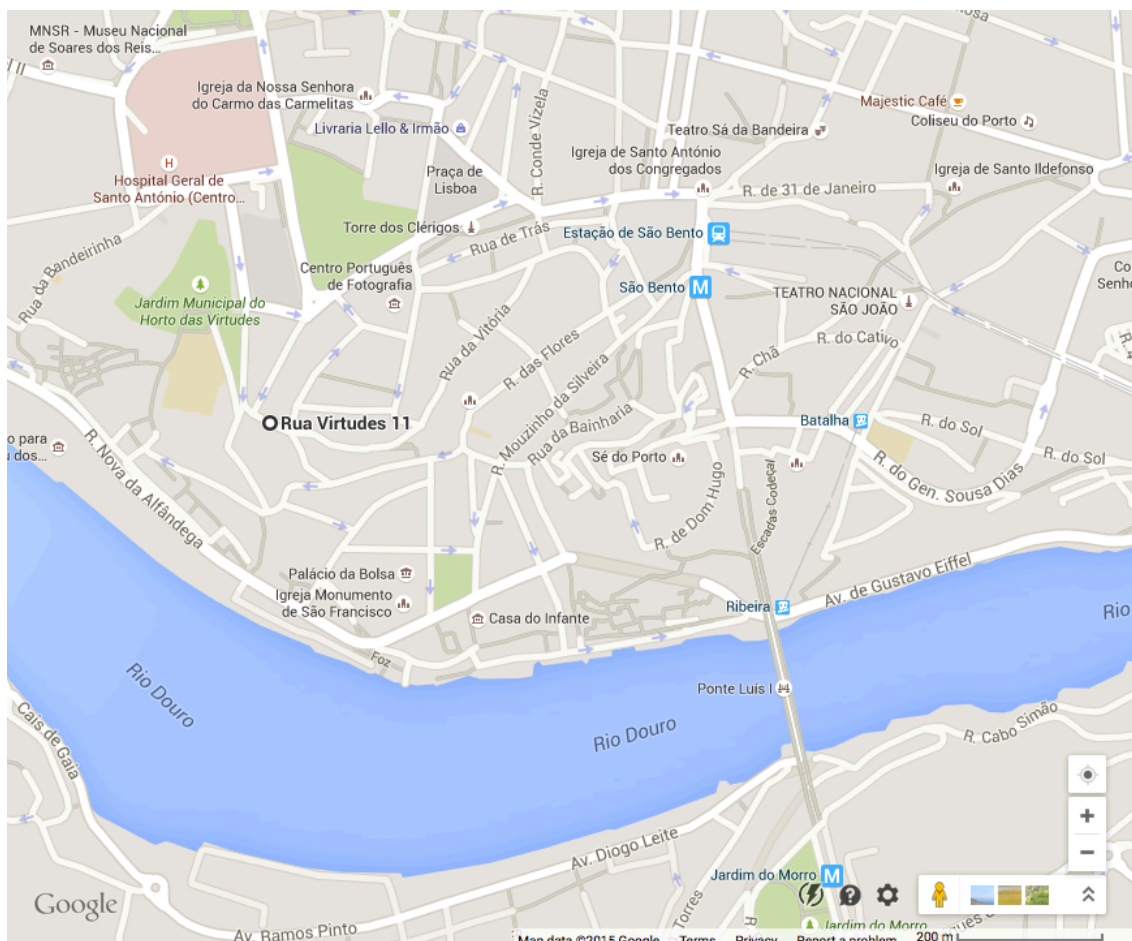 MNSR - Museu Nacional
de Soares dos Reis...
Igreja da Nossa Senhora
do Carmo das Carmelitas
Majestic Café
Coliseu do Porto
Livraria Lello & Irmão
R. Conde Vizela
Teatro Sá da Bandeira
Igreja de Santo António
dos Congregados
H
Hospital Geral de
Santo António (Centro...
Praça de
Lisboa
Igreja de Santo Ildefonso
R. de 31 de Janeiro
Torre dos Clérigos
Rua de Trás
Estação de São Bento
Rua da Bandeirinha
Centro Português
de Fotografia
São Bento
M
Jardim Municipal do
Horto das Virtudes
TEATRO NACIONAL
SÃO JOÃO
Rua da Vitória
R. das Flores
R. do Cativo
R. Chã
R. Mouzinho da Silveira
Rua da Bainharia
Rua Virtudes 11
Batalha
R. do Sol
R. do Sol
Sé do Porto
R. do Gen. Sousa Dias
R. Nova da Alfândega
R. de Dom Hugo
Escadas Codeçal
Palácio da Bolsa
Igreja Monumento
de São Francisco
Casa do Infante
Ribeira
Av. de Gustavo Eiffel
Rio
Foz
Rio Douro
Ponte Luís I
Rio Douro
R. Cabo Simão
Cais de Gaia
Av. Diogo Leite
Jardim do Morro
M
Google
Av. Ramos Pinto
Torres
Jardim do Morro
Map data ©2015 Google Terms Privacy Report a problem 200 m